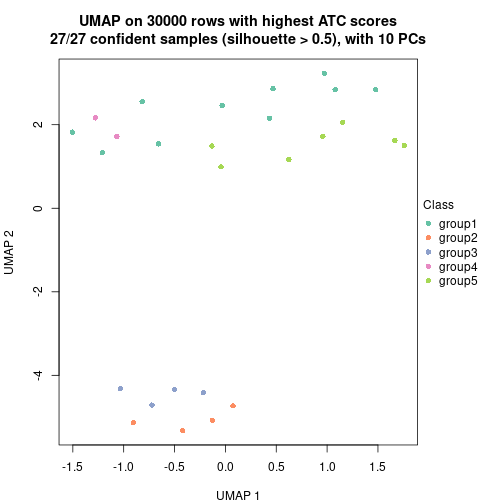 UMAP on 30000 rows with highest ATC scores
27/27 confident samples (silhouette > 0.5), with 10 PCs
2
0
-2
-4
UMAP 2
-1.5 -1.0 -0.5 0.0 0.5 1.0 1.5
UMAP 1
Class
group1
group2
group3
group4
group5